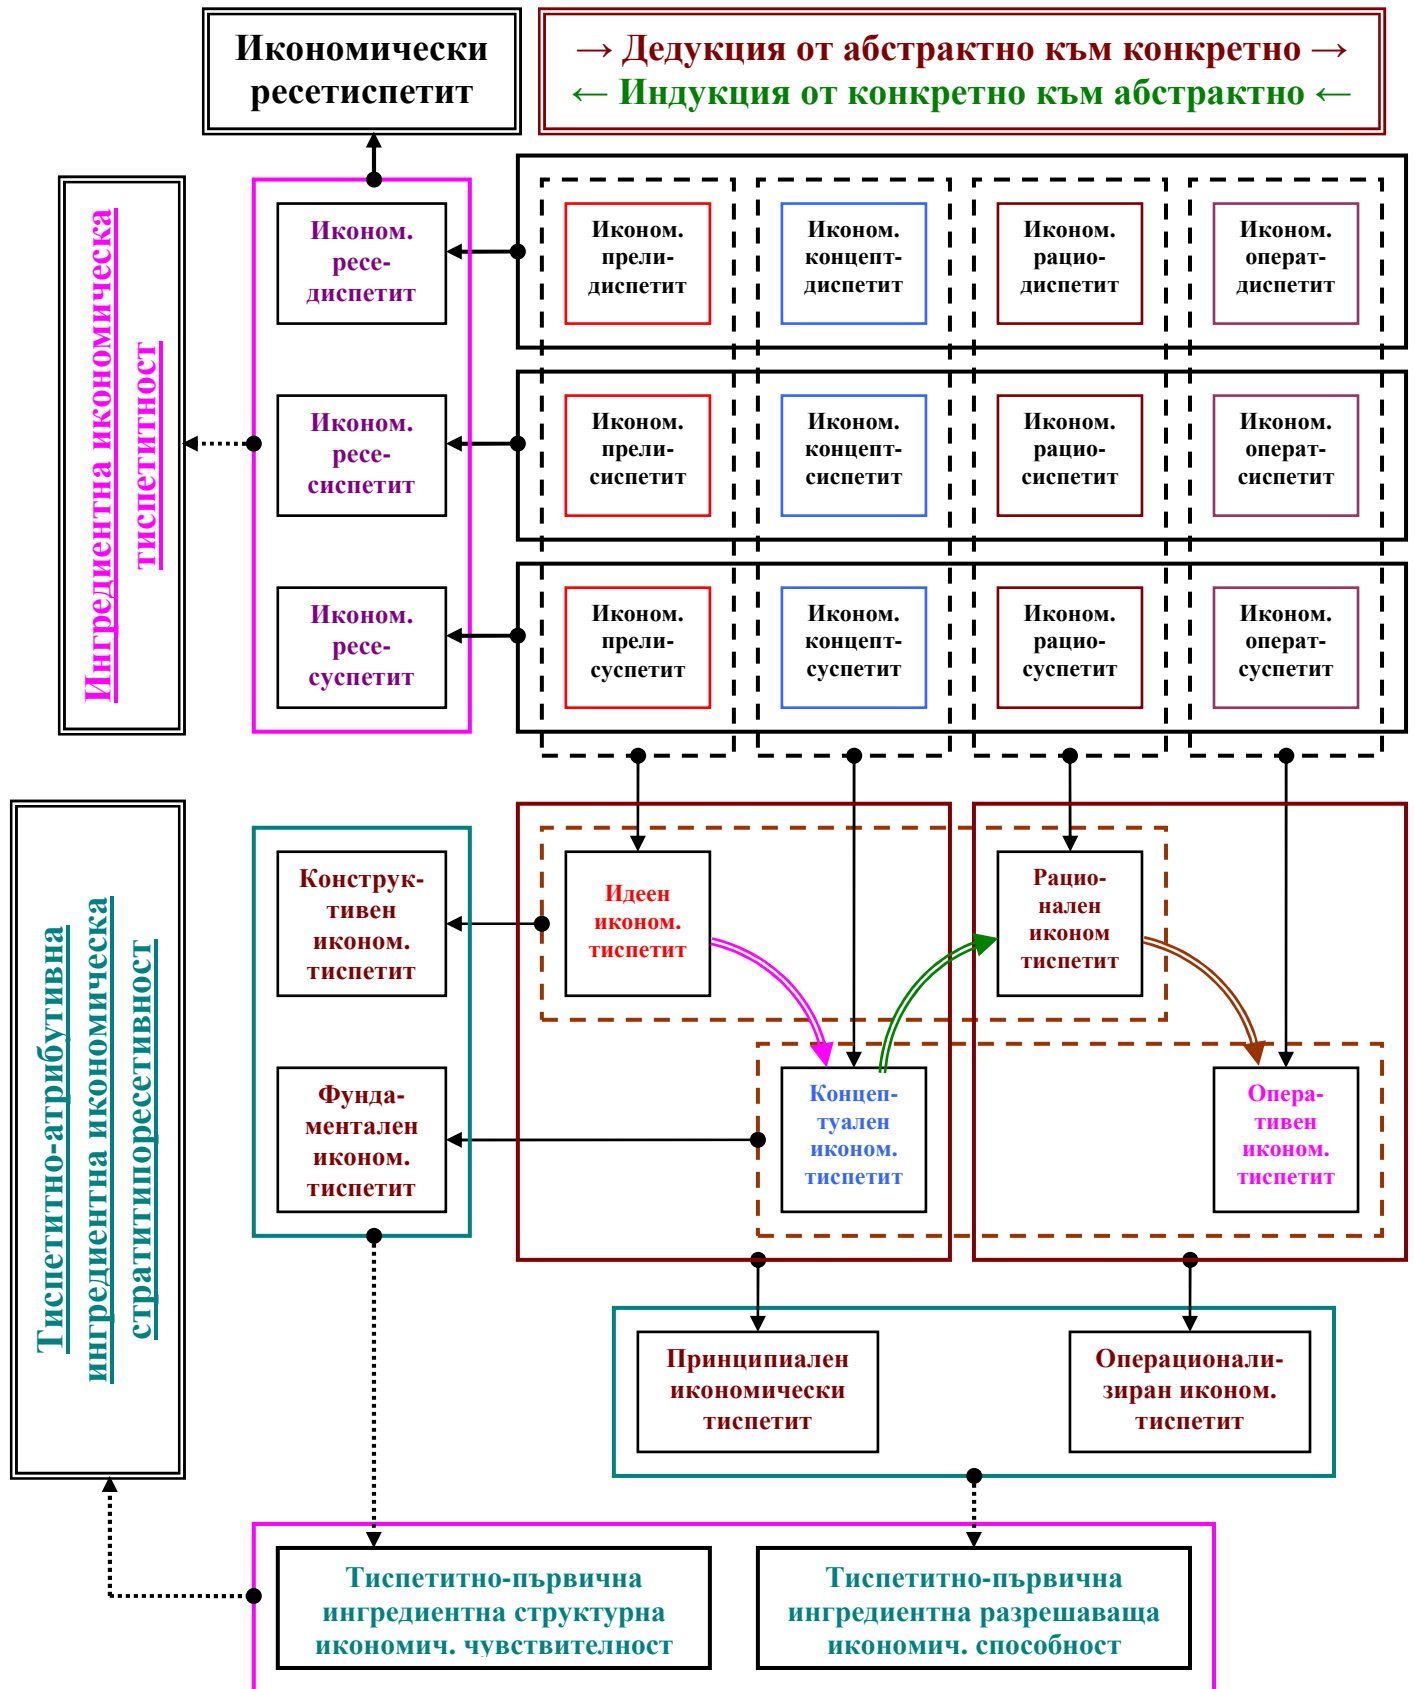 Икономически
ресетиспетит
→ Дедукция от абстрактно към конкретно →
← Индукция от конкретно към абстрактно ←
Ингредиентна икономическа
тиспетитност
Иконом.
ресе-
диспетит
Иконом.
прели-
диспетит
Иконом.
концепт-
диспетит
Иконом.
рацио-
диспетит
Иконом.
операт-
диспетит
Иконом.
ресе-
сиспетит
Иконом.
прели-
сиспетит
Иконом.
концепт-
сиспетит
Иконом.
рацио-
сиспетит
Иконом.
операт-
сиспетит
Иконом.
ресе-
суспетит
Иконом.
прели-
суспетит
Иконом.
концепт-
суспетит
Иконом.
рацио-
суспетит
Иконом.
операт-
суспетит
Тиспетитно-атрибутивна
ингредиентна икономическа
стратипоресетивност
Конструк-
тивен
иконом.
тиспетит
Идеен
иконом.
тиспетит
Рацио-
нален
иконом
тиспетит
Фунда-
ментален
иконом.
тиспетит
Концеп-
туален
иконом.
тиспетит
Опера-
тивен
иконом.
тиспетит
Принципиален
икономически
тиспетит
Операционали-
зиран иконом.
тиспетит
Тиспетитно-първична
ингредиентна структурна
икономич. чувствителност
Тиспетитно-първична
ингредиентна разрешаваща
икономич. способност